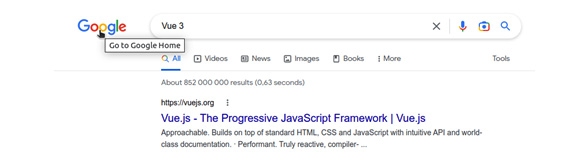 Google
Vue 3
Go to Google Home
All Videos News Images Books More Tools
About 852 000 000 results (0,63 seconds)
https://vuejs.org
Vue.js - The Progressive JavaScript Framework | Vue.js
Approachable. Builds on top of standard HTML, CSS and JavaScript with intuitive API and world-
class documentation. · Performant. Truly reactive, compiler- ...